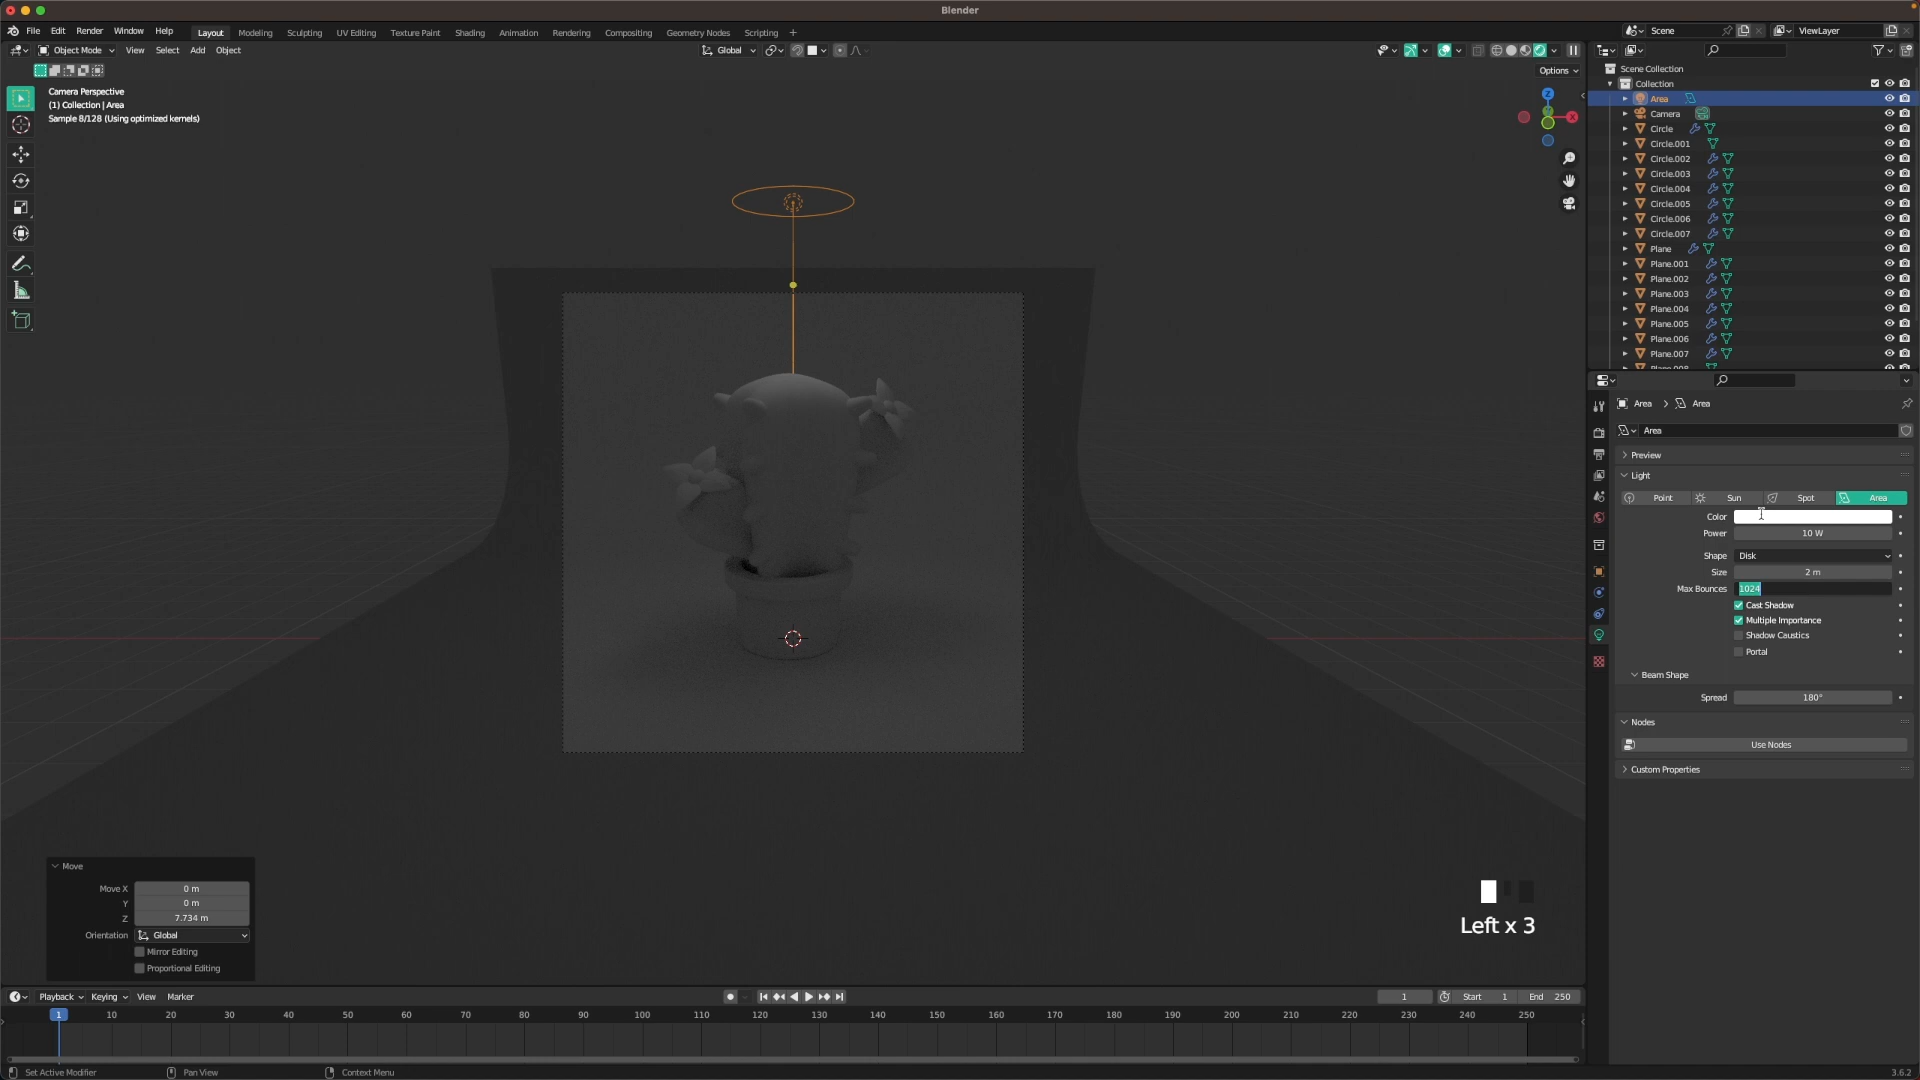 Blender
File Edit Render Window Help
Layout Modeling Sculpting UV Editing Texture Paint Shading Animation Rendering Compositing Geometry Nodes Scripting +
Scene
ViewLayer
Object Mode View Select Add Object
Global
Options
Camera Perspective
(1) Collection | Area
Sample 8/128 (Using optimized kernels)
Z
X
Scene Collection
Collection
Area
Camera
Circle
Circle.001
Circle.002
Circle.003
Circle.004
Circle.005
Circle.006
Circle.007
Plane
Plane.001
Plane.002
Plane.003
Plane.004
Plane.005
Plane.006
Plane.007
Plane.008
Area > Area
Area
Preview
Light
Point Sun Spot Area
Color
Power 10 W
Shape Disk
Size 2 m
Max Bounces 1024
Cast Shadow
Multiple Importance
Shadow Caustics
Portal
Beam Shape
Spread 180°
Nodes
Use Nodes
Custom Properties
Move
Move X 0 m
Y 0 m
Z 7.734 m
Orientation Global
Mirror Editing
Proportional Editing
Left x 3
Playback Keying View Marker
1 Start 1 End 250
1 10 20 30 40 50 60 70 80 90 100 110 120 130 140 150 160 170 180 190 200 210 220 230 240 250
Set Active Modifier Pan View Context Menu
3.6.2